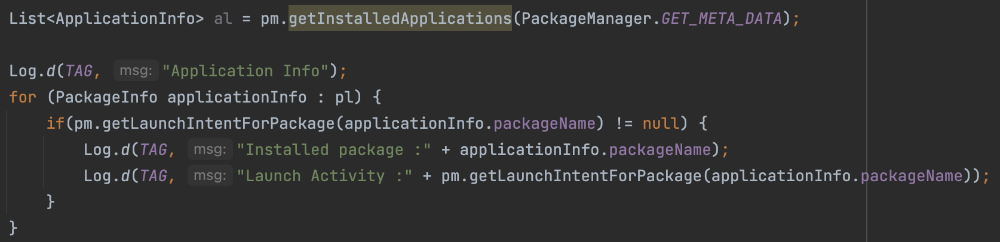 List<ApplicationInfo> al = pm.getInstalledApplications(PackageManager.GET_META_DATA);
Log.d(TAG, msg: "Application Info");
for (PackageInfo applicationInfo : pl) {
if(pm.getLaunchIntentForPackage(applicationInfo.packageName) != null) {
Log.d(TAG, msg: "Installed package :" + applicationInfo.packageName);
Log.d(TAG, msg: "Launch Activity :" + pm.getLaunchIntentForPackage(applicationInfo.packageName));
}
}